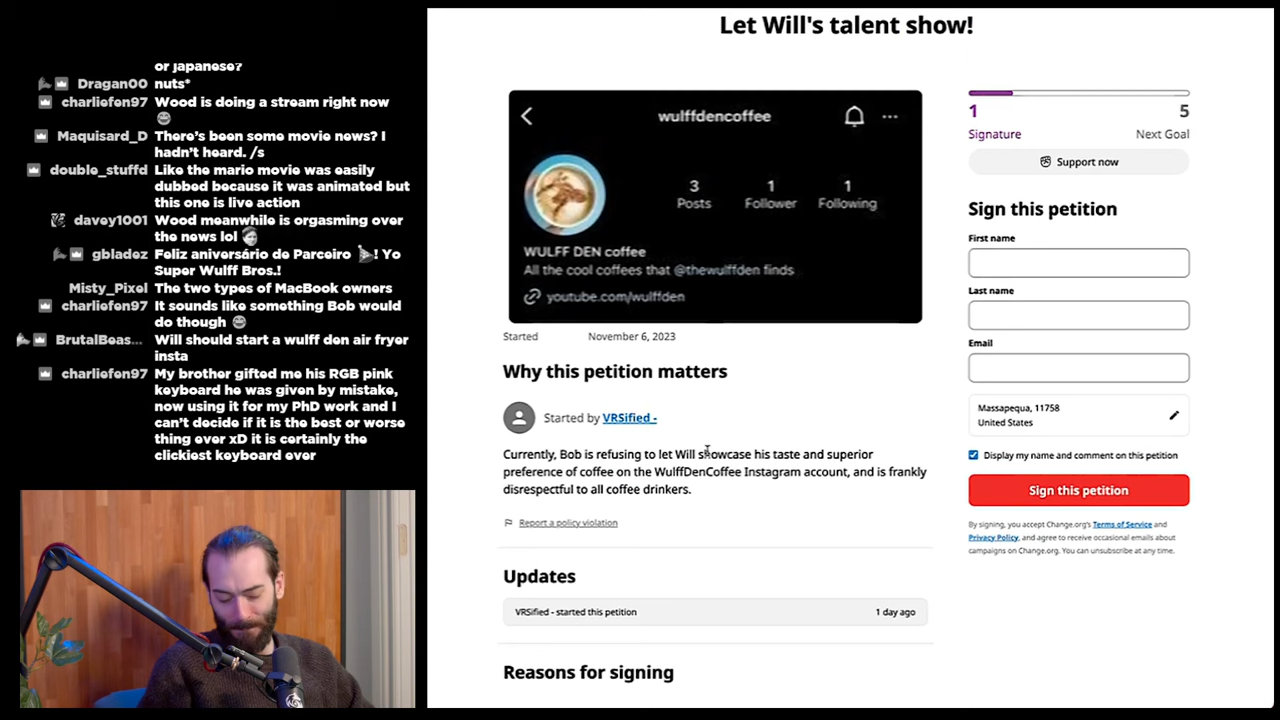 or Japanese?
Dragan00 nuts*
charliefen97 Wood is doing a stream right now
Maquisard_D There's been some movie news? I
hadn't heard. /s
double_stuffd Like the mario movie was easily
dubbed because it was animated but
this one is live action
davey1001 Wood meanwhile is orgasming over
the news lol
gbladez Feliz aniversário de Parceiro ! Yo
Super Wulff Bros.!
Misty_Pixel The two types of MacBook owners
charliefen97 It sounds like something Bob would
do though
BrutalBeas... Will should start a wulff den air fryer
insta
charliefen97 My brother gifted me his RGB pink
keyboard he was given by mistake,
now using it for my PhD work and I
can't decide if it is the best or worse
thing ever xD it is certainly the
clickiest keyboard ever
Let Will's talent show!
wulffdencoffee
3 1 1
Posts Follower Following
WULFF DEN coffee
All the cool coffees that @thewulffden finds
youtube.com/wulffden
Started November 6, 2023
Why this petition matters
Started by VRSified -
Currently, Bob is refusing to let Will showcase his taste and superior
preference of coffee on the WulffDenCoffee Instagram account, and is frankly
disrespectful to all coffee drinkers.
Report a policy violation
Updates
VRSified - started this petition 1 day ago
Reasons for signing
1 5
Signature Next Goal
Support now
Sign this petition
First name
Last name
Email
Massapequa, 11758
United States
Display my name and comment on this petition
Sign this petition
By signing, you accept Change.org's Terms of Service and
Privacy Policy, and agree to receive occasional emails about
campaigns on Change.org. You can unsubscribe at any time.